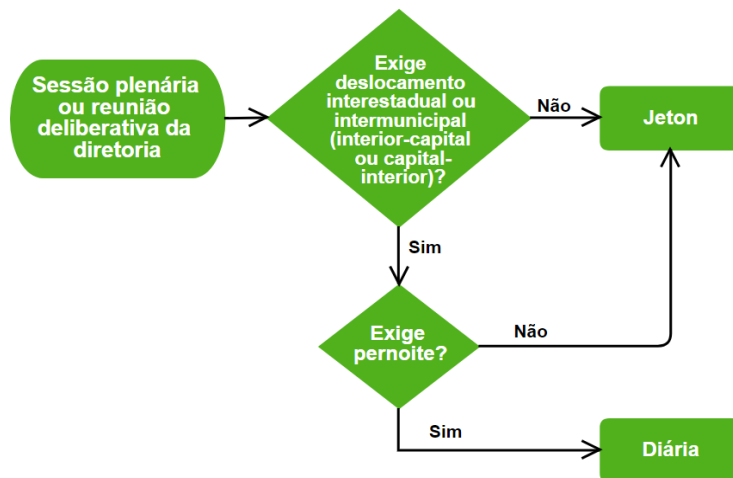 Sessão plenária
ou reunião
deliberativa da
diretoria
Exige
deslocamento
interestadual ou
intermunicipal
(interior-capital
ou capital-
interior)?
Não
Jeton
Sim
Exige
pernoite?
Não
Sim
Diária